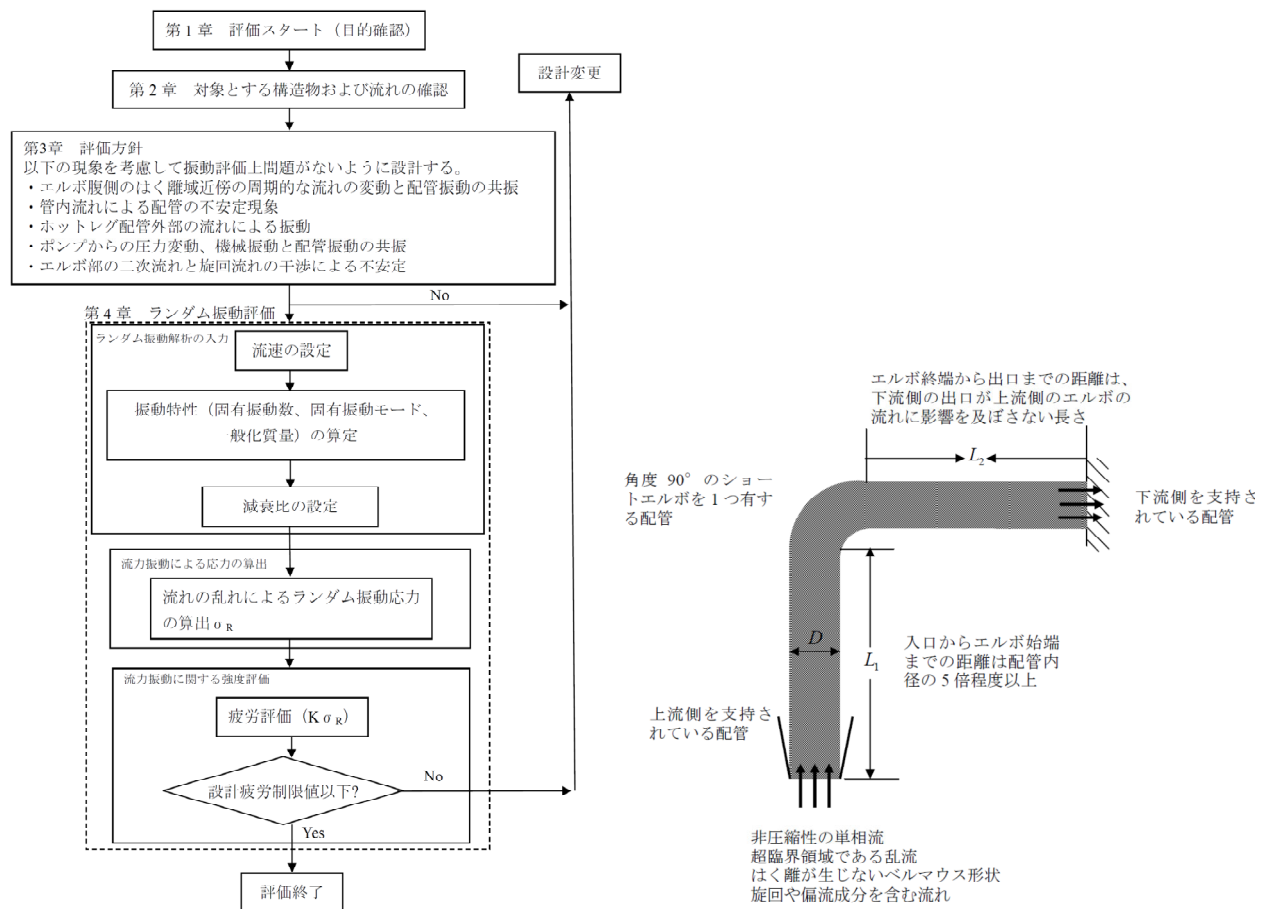 第1章 評価スタート（目的確認）
第2章 対象とする構造物および流れの確認
設計変更
第3章 評価方針
以下の現象を考慮して振動評価上問題がないように設計する。
・エルボ腹側のはく離域近傍の周期的な流れの変動と配管振動の共振
・管内流れによる配管の不安定現象
・ホットレグ配管外部の流れによる振動
・ポンプからの圧力変動、機械振動と配管振動の共振
・エルボ部の二次流れと旋回流れの干渉による不安定
No
第4章 ランダム振動評価
ランダム振動解析の入力
流速の設定
振動特性（固有振動数、固有振動モード、
一般化質量）の算定
減衰比の設定
流力振動による応力の算出
流れの乱れによるランダム振動応力
の算出σR
流力振動に関する強度評価
疲労評価（KσR）
設計疲労制限値以下?
No
Yes
評価終了
エルボ終端から出口までの距離は、
下流側の出口が上流側のエルボの
流れに影響を及ぼさない長さ
L2
角度 90° のショー
トエルボを1つ有す
る配管
下流側を支持さ
れている配管
D
L1
入口からエルボ始端
までの距離は配管内
径の5倍程度以上
上流側を支持さ
れている配管
非圧縮性の単相流
超臨界領域である乱流
はく離が生じないベルマウス形状
旋回や偏流成分を含む流れ